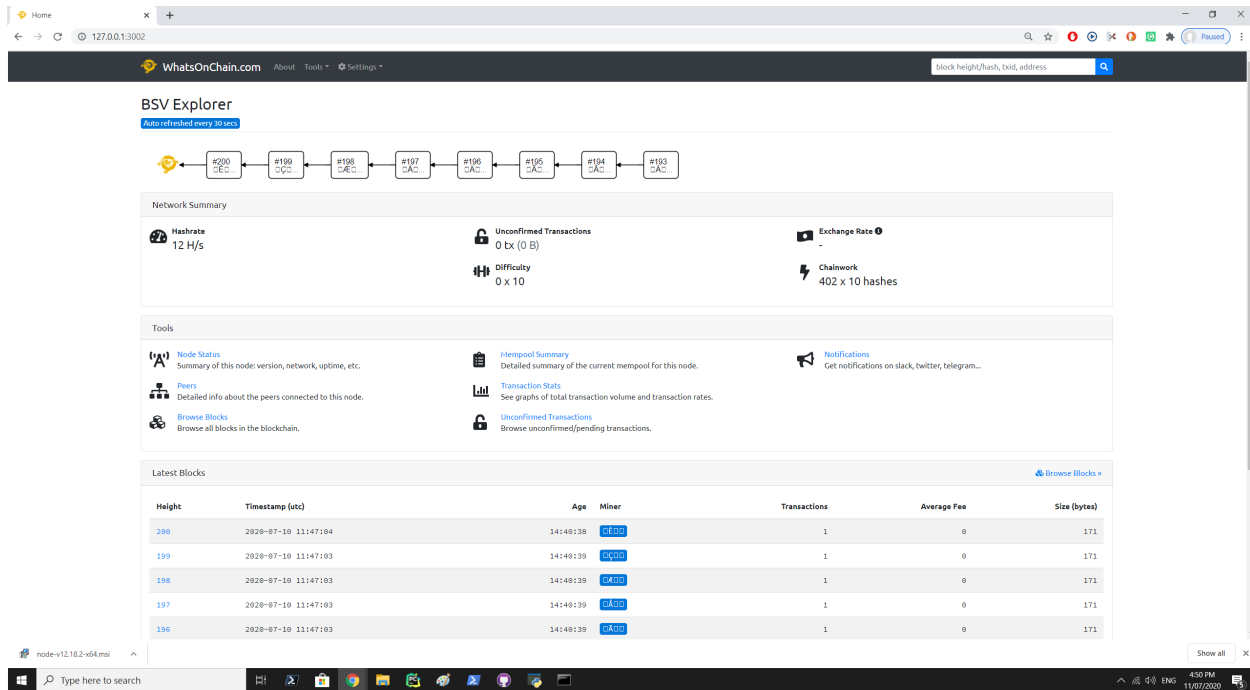 Home
127.0.0.1:3002
Paused
WhatsOnChain.com About Tools Settings
block height/hash, txid, address
BSV Explorer
Auto refreshed every 30 secs
#200 #199 #198 #197 #196 #195 #194 #193
Network Summary
Hashrate
12 H/s
Unconfirmed Transactions
0 tx (0 B)
Exchange Rate
-
Difficulty
0 x 10
Chainwork
402 x 10 hashes
Tools
Node Status
Summary of this node: version, network, uptime, etc.
Mempool Summary
Detailed summary of the current mempool for this node.
Notifications
Get notifications on slack, twitter, telegram...
Peers
Detailed info about the peers connected to this node.
Transaction Stats
See graphs of total transaction volume and transaction rates.
Browse Blocks
Browse all blocks in the blockchain.
Unconfirmed Transactions
Browse unconfirmed/pending transactions.
Latest Blocks Browse Blocks »
Height Timestamp (utc) Age Miner Transactions Average Fee Size (bytes)
200 2020-07-10 11:47:04 14:40:38 □È□□ 1 0 171
199 2020-07-10 11:47:03 14:40:39 □Ç□□ 1 0 171
198 2020-07-10 11:47:03 14:40:39 □Æ□□ 1 0 171
197 2020-07-10 11:47:03 14:40:39 □Å□□ 1 0 171
196 2020-07-10 11:47:03 14:40:39 □Ä□□ 1 0 171
node-v12.18.2-x64.msi
Show all
Type here to search
ENG
4:50 PM
11/07/2020
5